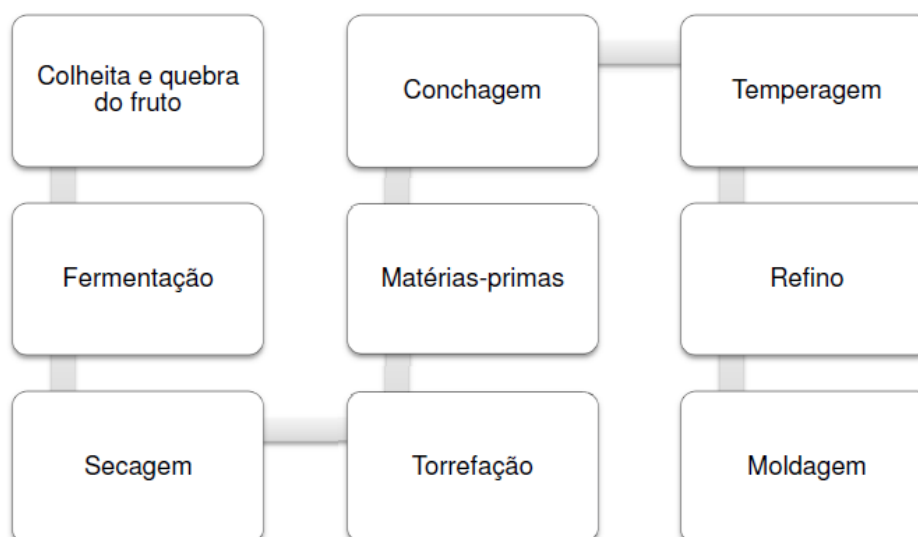 Colheita e quebra
do fruto
Fermentação
Secagem
Torrefação
Matérias-primas
Conchagem
Temperagem
Refino
Moldagem